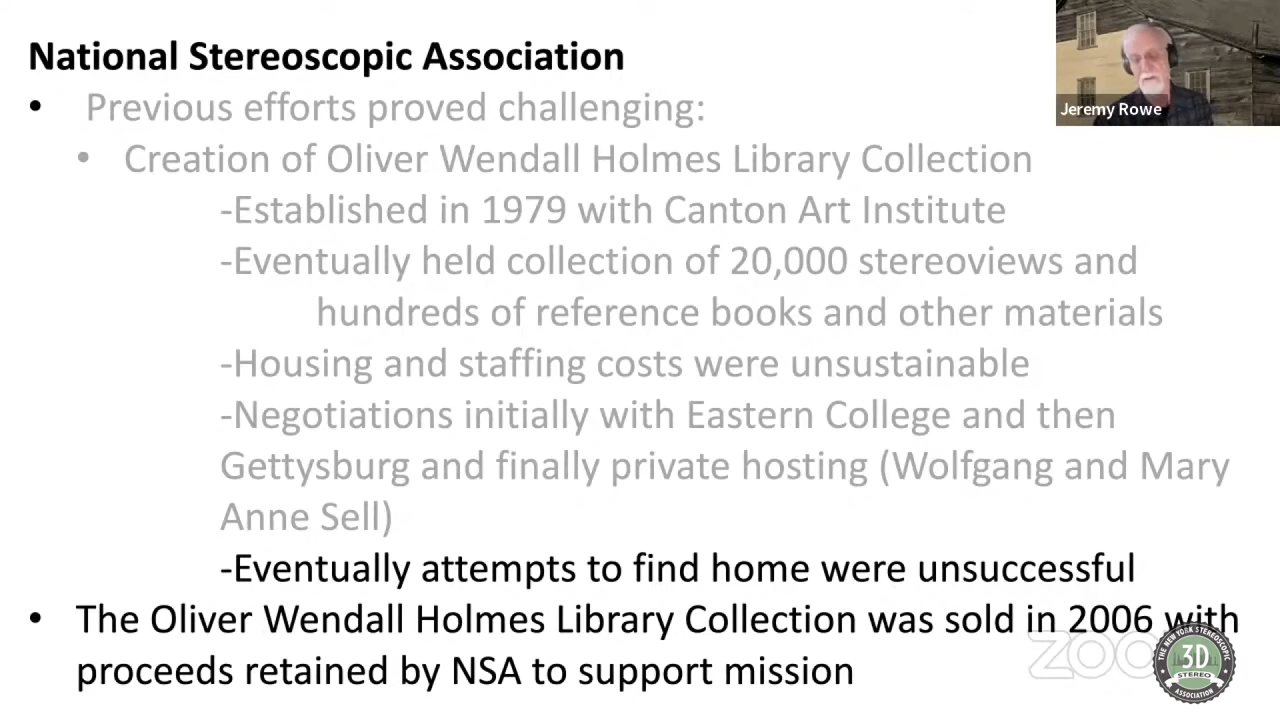 National Stereoscopic Association
• Previous efforts proved challenging:
• Creation of Oliver Wendall Holmes Library Collection
-Established in 1979 with Canton Art Institute
-Eventually held collection of 20,000 stereoviews and
hundreds of reference books and other materials
-Housing and staffing costs were unsustainable
-Negotiations initially with Eastern College and then
Gettysburg and finally private hosting (Wolfgang and Mary
Anne Sell)
-Eventually attempts to find home were unsuccessful
• The Oliver Wendall Holmes Library Collection was sold in 2006 with
proceeds retained by NSA to support mission
Jeremy Rowe
THE NEW YORK STEREOSCOPIC
3D
STEREO
ASSOCIATION